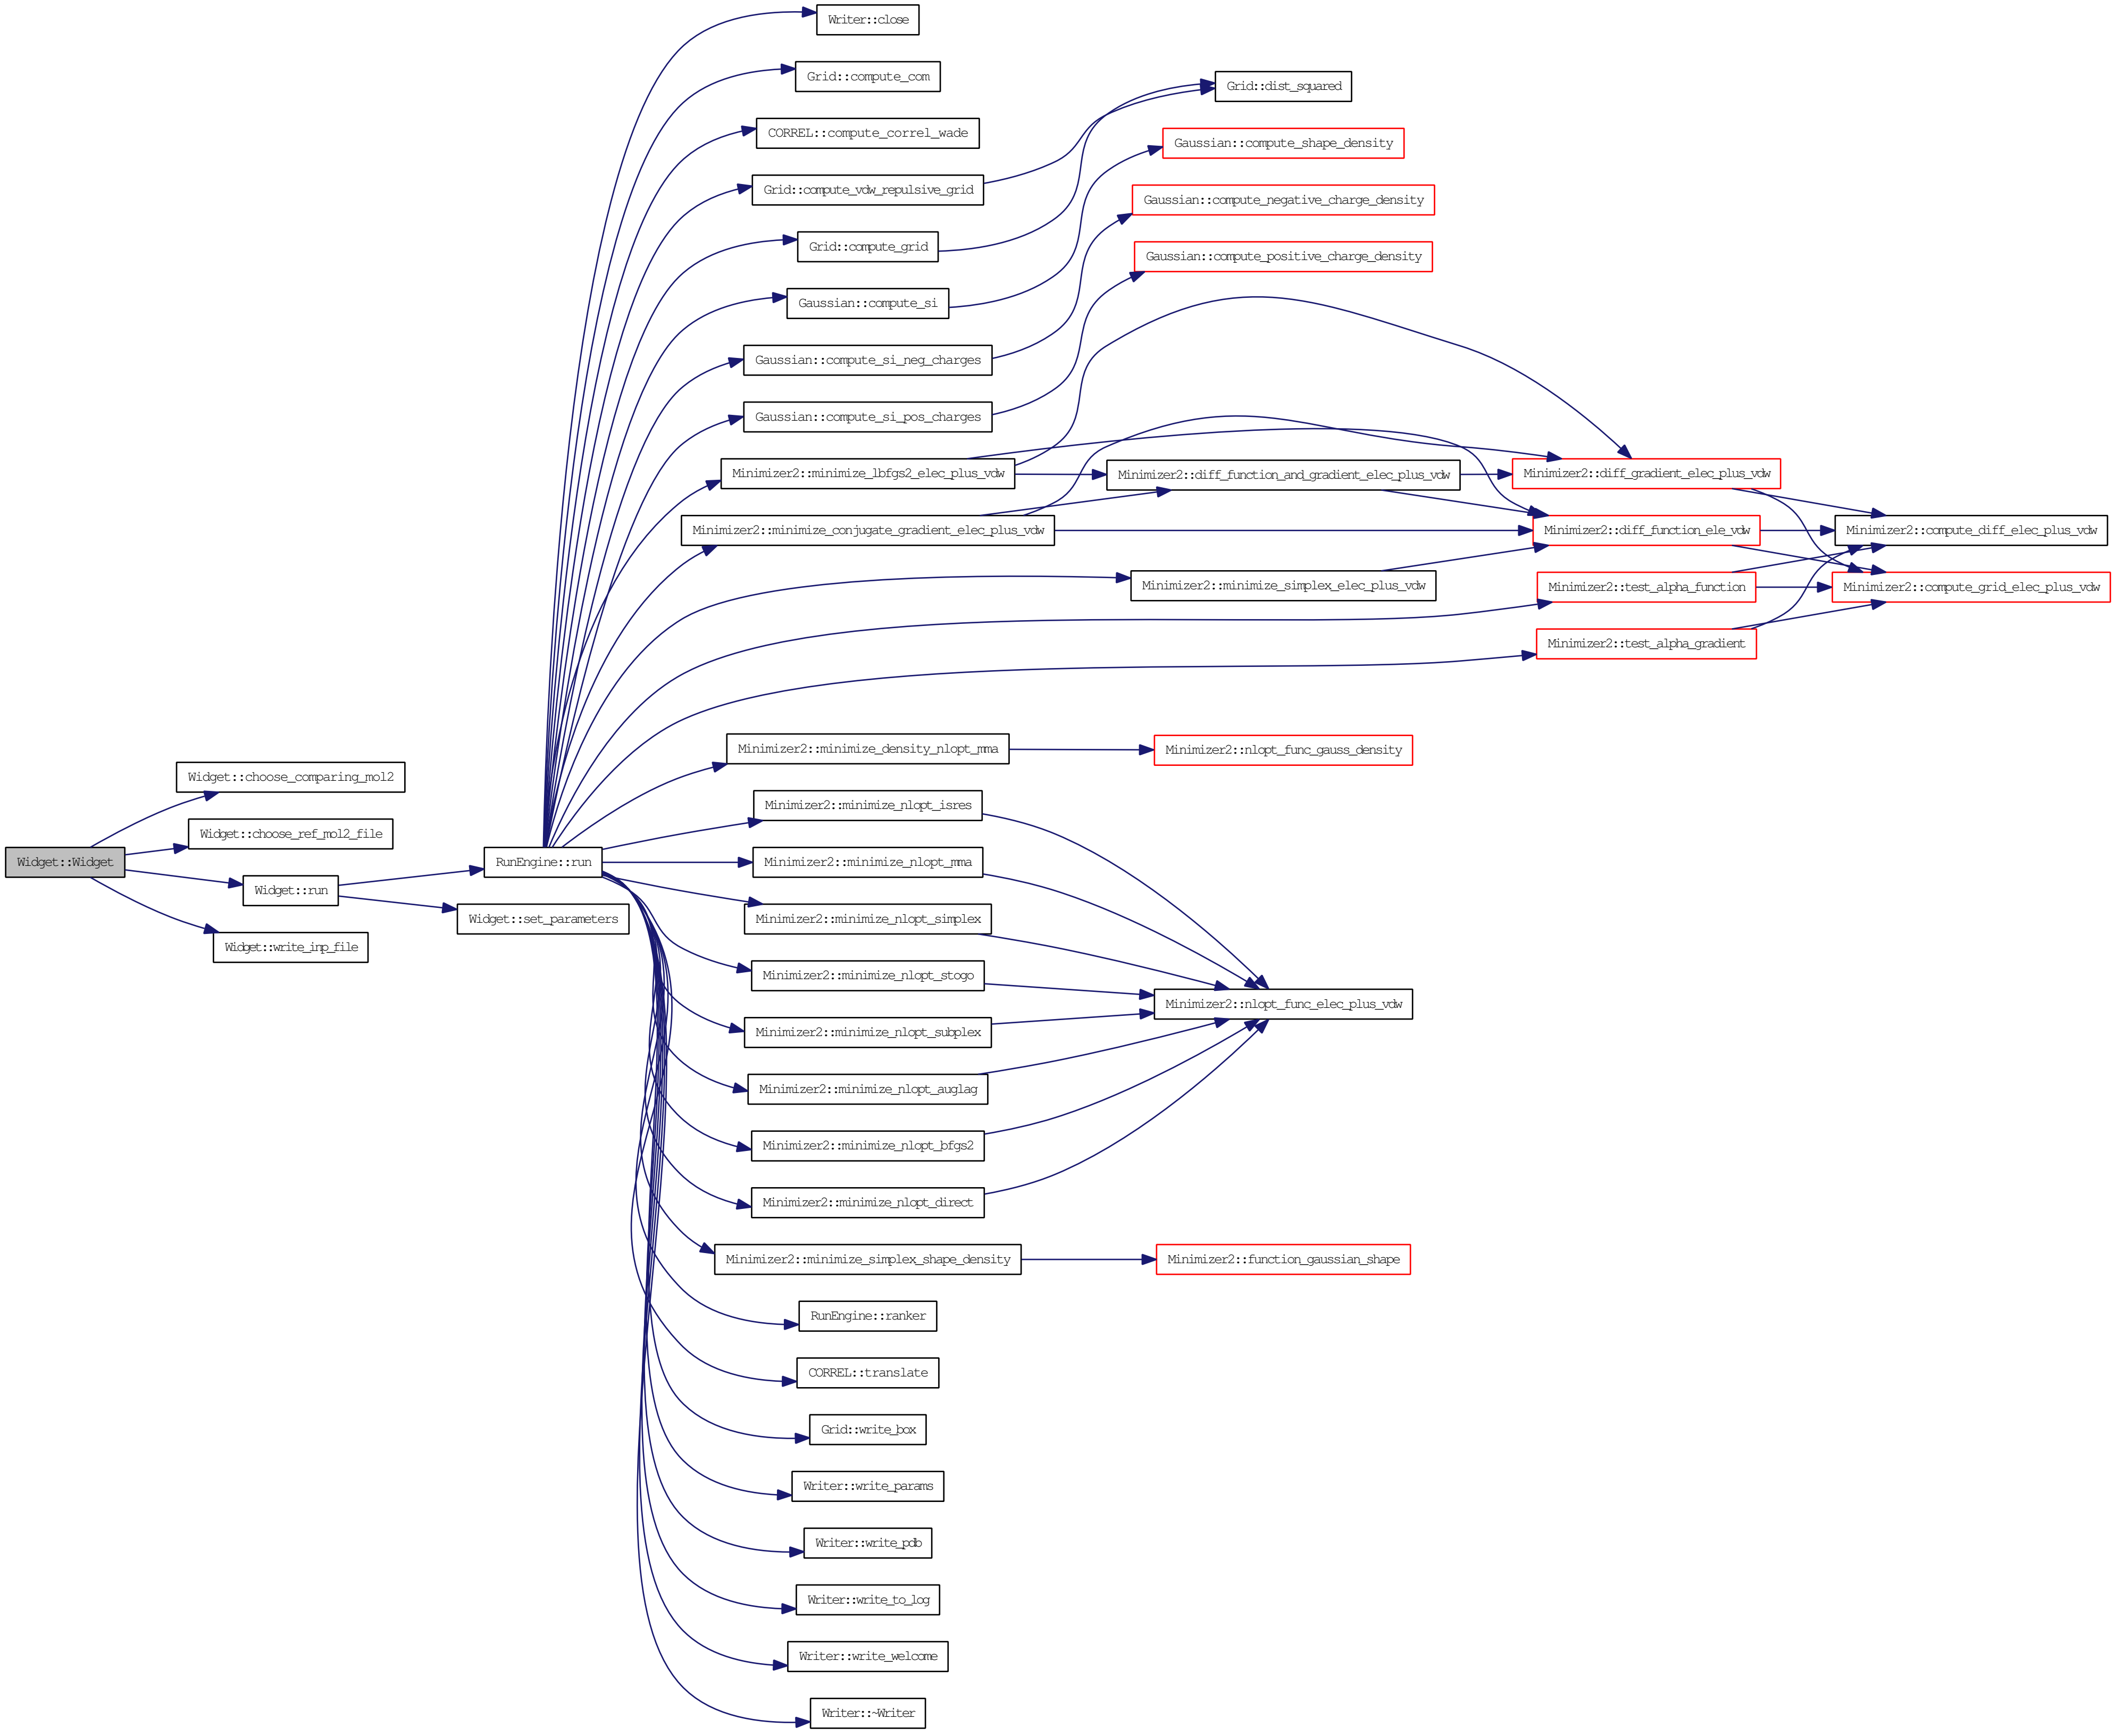 Writer::close
Grid::compute_com
Grid::dist_squared
CORREL::compute_correl_wade
Gaussian::compute_shape_density
Grid::compute_vdw_repulsive_grid
Gaussian::compute_negative_charge_density
Grid::compute_grid
Gaussian::compute_positive_charge_density
Gaussian::compute_si
Gaussian::compute_si_neg_charges
Gaussian::compute_si_pos_charges
Minimizer2::minimize_lbfgs2_elec_plus_vdw
Minimizer2::diff_function_and_gradient_elec_plus_vdw
Minimizer2::diff_gradient_elec_plus_vdw
Minimizer2::minimize_conjugate_gradient_elec_plus_vdw
Minimizer2::diff_function_ele_vdw
Minimizer2::compute_diff_elec_plus_vdw
Minimizer2::minimize_simplex_elec_plus_vdw
Minimizer2::test_alpha_function
Minimizer2::compute_grid_elec_plus_vdw
Minimizer2::test_alpha_gradient
Minimizer2::minimize_density_nlopt_mma
Minimizer2::nlopt_func_gauss_density
Widget::choose_comparing_mol2
Minimizer2::minimize_nlopt_isres
Widget::choose_ref_mol2_file
Widget::Widget
RunEngine::run
Minimizer2::minimize_nlopt_mma
Widget::run
Widget::set_parameters
Minimizer2::minimize_nlopt_simplex
Widget::write_inp_file
Minimizer2::minimize_nlopt_stogo
Minimizer2::nlopt_func_elec_plus_vdw
Minimizer2::minimize_nlopt_subplex
Minimizer2::minimize_nlopt_auglag
Minimizer2::minimize_nlopt_bfgs2
Minimizer2::minimize_nlopt_direct
Minimizer2::minimize_simplex_shape_density
Minimizer2::function_gaussian_shape
RunEngine::ranker
CORREL::translate
Grid::write_box
Writer::write_params
Writer::write_pdb
Writer::write_to_log
Writer::write_welcome
Writer::~Writer